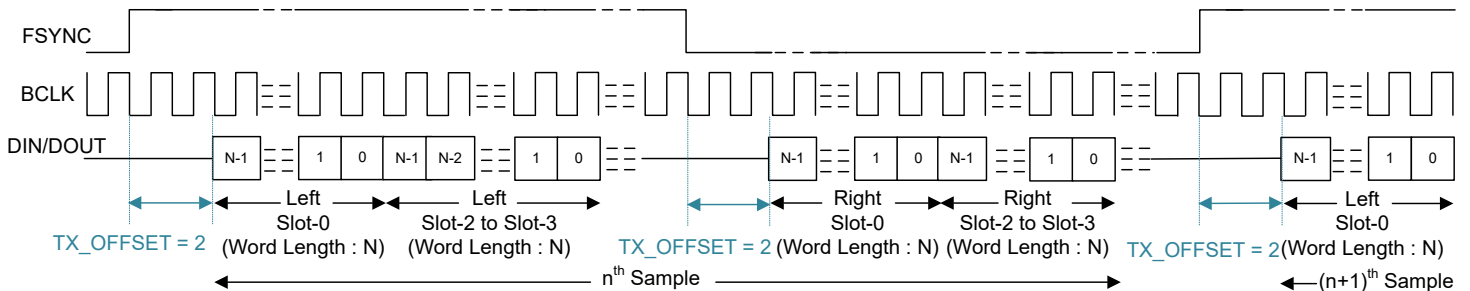 FSYNC
BCLK
DIN/DOUT
N-1 1 0 N-1 N-2 1 0 N-1 1 0 N-1 1 0 N-1 1 0
Left Left Right Right Left
Slot-0 Slot-2 to Slot-3 Slot-0 Slot-2 to Slot-3 Slot-0
TX_OFFSET = 2 (Word Length : N) (Word Length : N) TX_OFFSET = 2 (Word Length : N) (Word Length : N) TX_OFFSET = 2 (Word Length : N)
nth Sample (n+1)th Sample